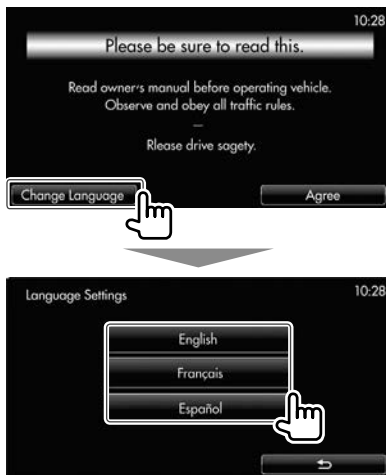 10:28
Please be sure to read this.
Read owner's manual before operating vehicle.
Observe and obey all traffic rules.
—
Rlease drive sagety.
Change Language
Agree
Language Settings
10:28
English
Français
Español